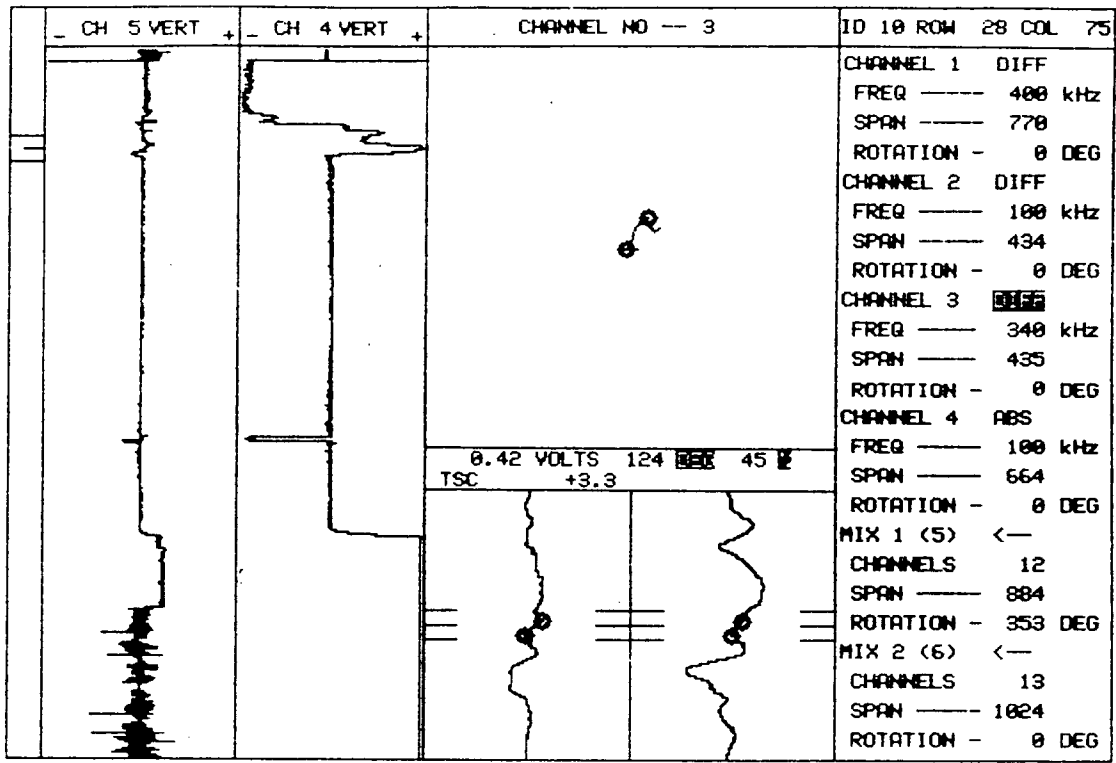 - CH 5 VERT +
- CH 4 VERT +
CHANNEL NO -- 3
ID 10 ROW 28 COL 75
CHANNEL 1 DIFF
FREQ ----- 400 kHz
SPAN ----- 770
ROTATION - 0 DEG
CHANNEL 2 DIFF
FREQ ----- 100 kHz
SPAN ----- 434
ROTATION - 0 DEG
CHANNEL 3 DIFF
FREQ ----- 340 kHz
SPAN ----- 435
ROTATION - 0 DEG
CHANNEL 4 ABS
FREQ ----- 100 kHz
SPAN ----- 664
ROTATION - 0 DEG
MIX 1 (5) <--
CHANNELS 12
SPAN ----- 884
ROTATION - 353 DEG
MIX 2 (6) <--
CHANNELS 13
SPAN ----- 1024
ROTATION - 0 DEG
0.42 VOLTS 124 45
TSC +3.3